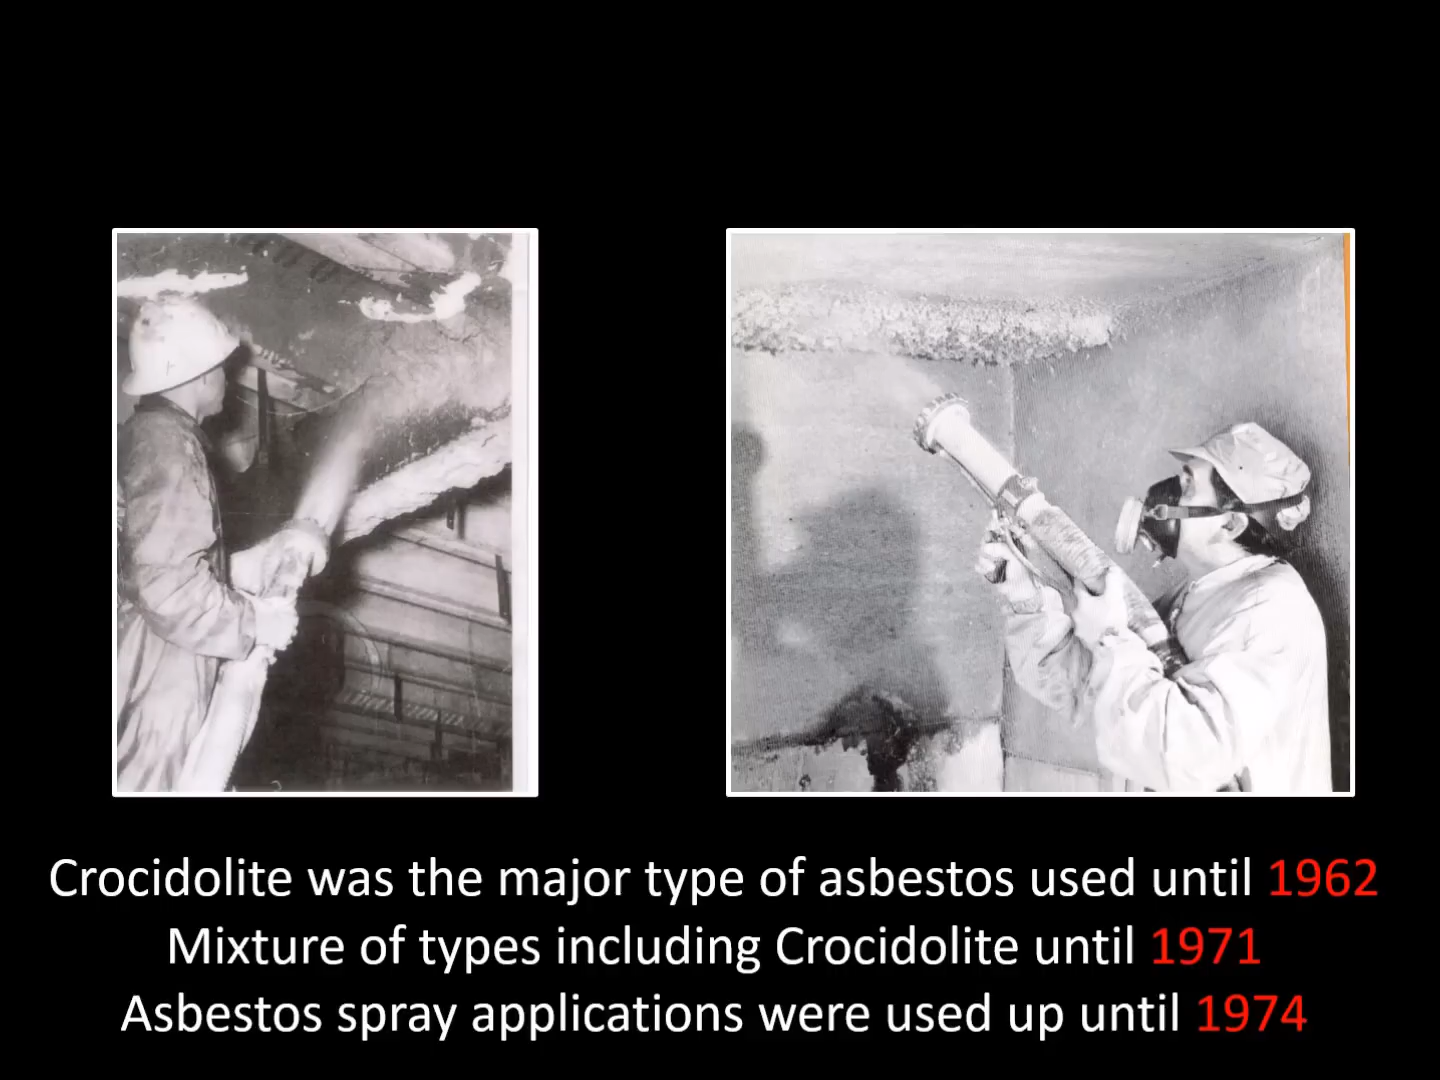 Crocidolite was the major type of asbestos used until 1962
Mixture of types including Crocidolite until 1971
Asbestos spray applications were used up until 1974